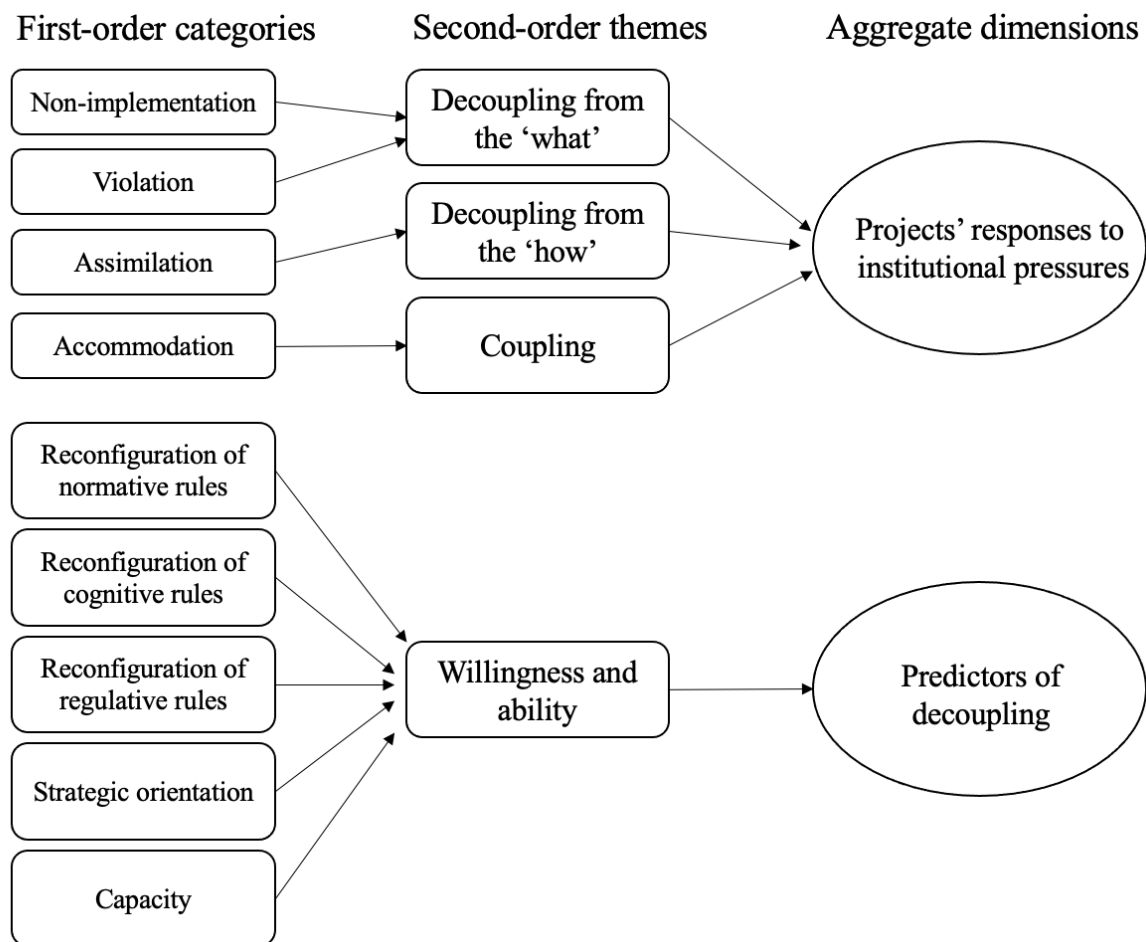 First-order categories
Second-order themes
Aggregate dimensions
Non-implementation
Violation
Assimilation
Accommodation
Decoupling from
the ‘what’
Decoupling from
the ‘how’
Coupling
Projects’ responses to
institutional pressures
Reconfiguration of
normative rules
Reconfiguration of
cognitive rules
Reconfiguration of
regulative rules
Strategic orientation
Capacity
Willingness and
ability
Predictors of
decoupling